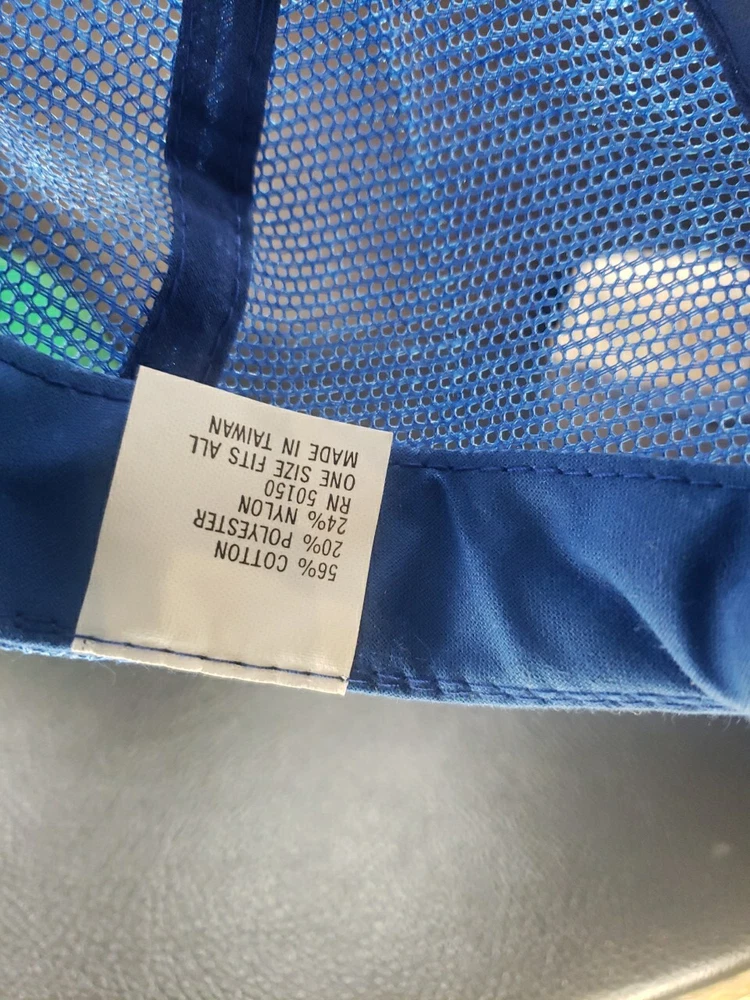 56% COTTON
20% POLYESTER
24% NYLON
RN 50150
ONE SIZE FITS ALL
MADE IN TAIWAN